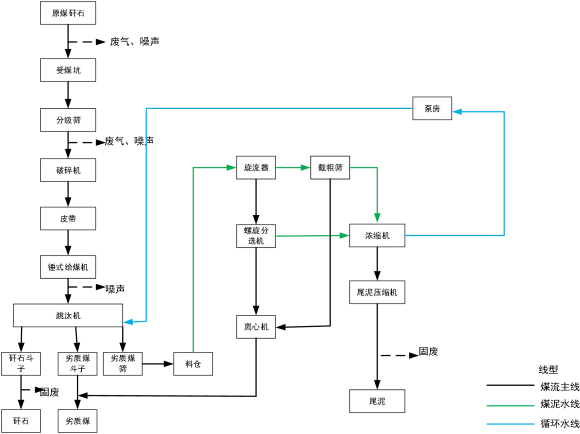 原煤矸石
废气、噪声
受煤坑
泵房
分级筛
废气、噪声
破碎机
旋流器
截粗筛
皮带
螺旋分
选机
浓缩机
锤式给煤机
噪声
尾泥压缩机
跳汰机
离心机
矸石斗
子
劣质煤
斗子
劣质煤
筛
料仓
固废
固废
线型
煤流主线
矸石
劣质煤
尾泥
煤泥水线
循环水线